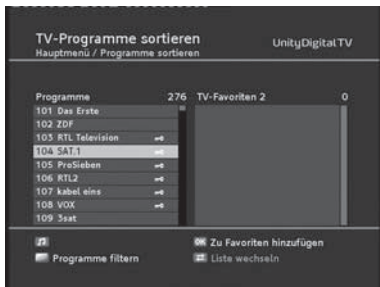 TV-Programme sortieren
UnityDigitalTV
Hauptmenü / Programme sortieren
Programme 276 TV-Favoriten 2 0
101 Das Erste
102 ZDF
103 RTL Television
104 SAT.1
105 ProSieben
106 RTL2
107 kabel eins
108 VOX
109 3sat
OK Zu Favoriten hinzufügen
Programme filtern
Liste wechseln